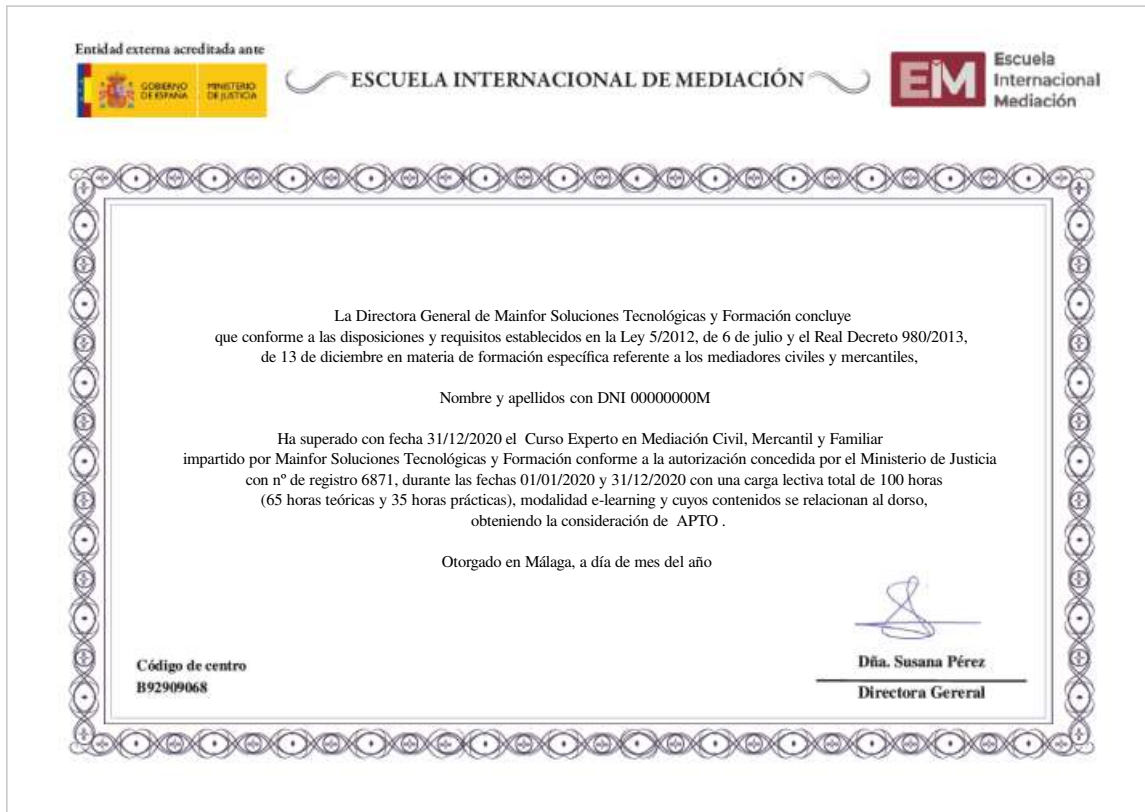 Entidad externa acreditada ante
GOBIERNO DE ESPAÑA
MINISTERIO DE JUSTICIA
ESCUELA INTERNACIONAL DE MEDIACIÓN
EIM
Escuela
Internacional
Mediación
La Directora General de Mainfor Soluciones Tecnológicas y Formación concluye
que conforme a las disposiciones y requisitos establecidos en la Ley 5/2012, de 6 de julio y el Real Decreto 980/2013,
de 13 de diciembre en materia de formación específica referente a los mediadores civiles y mercantiles,
Nombre y apellidos con DNI 00000000M
Ha superado con fecha 31/12/2020 el Curso Experto en Mediación Civil, Mercantil y Familiar
impartido por Mainfor Soluciones Tecnológicas y Formación conforme a la autorización concedida por el Ministerio de Justicia
con nº de registro 6871, durante las fechas 01/01/2020 y 31/12/2020 con una carga lectiva total de 100 horas
(65 horas teóricas y 35 horas prácticas), modalidad e-learning y cuyos contenidos se relacionan al dorso,
obteniendo la consideración de APTO .
Otorgado en Málaga, a día de mes del año
Código de centro
B92909068
Dña. Susana Pérez
Directora Gereral